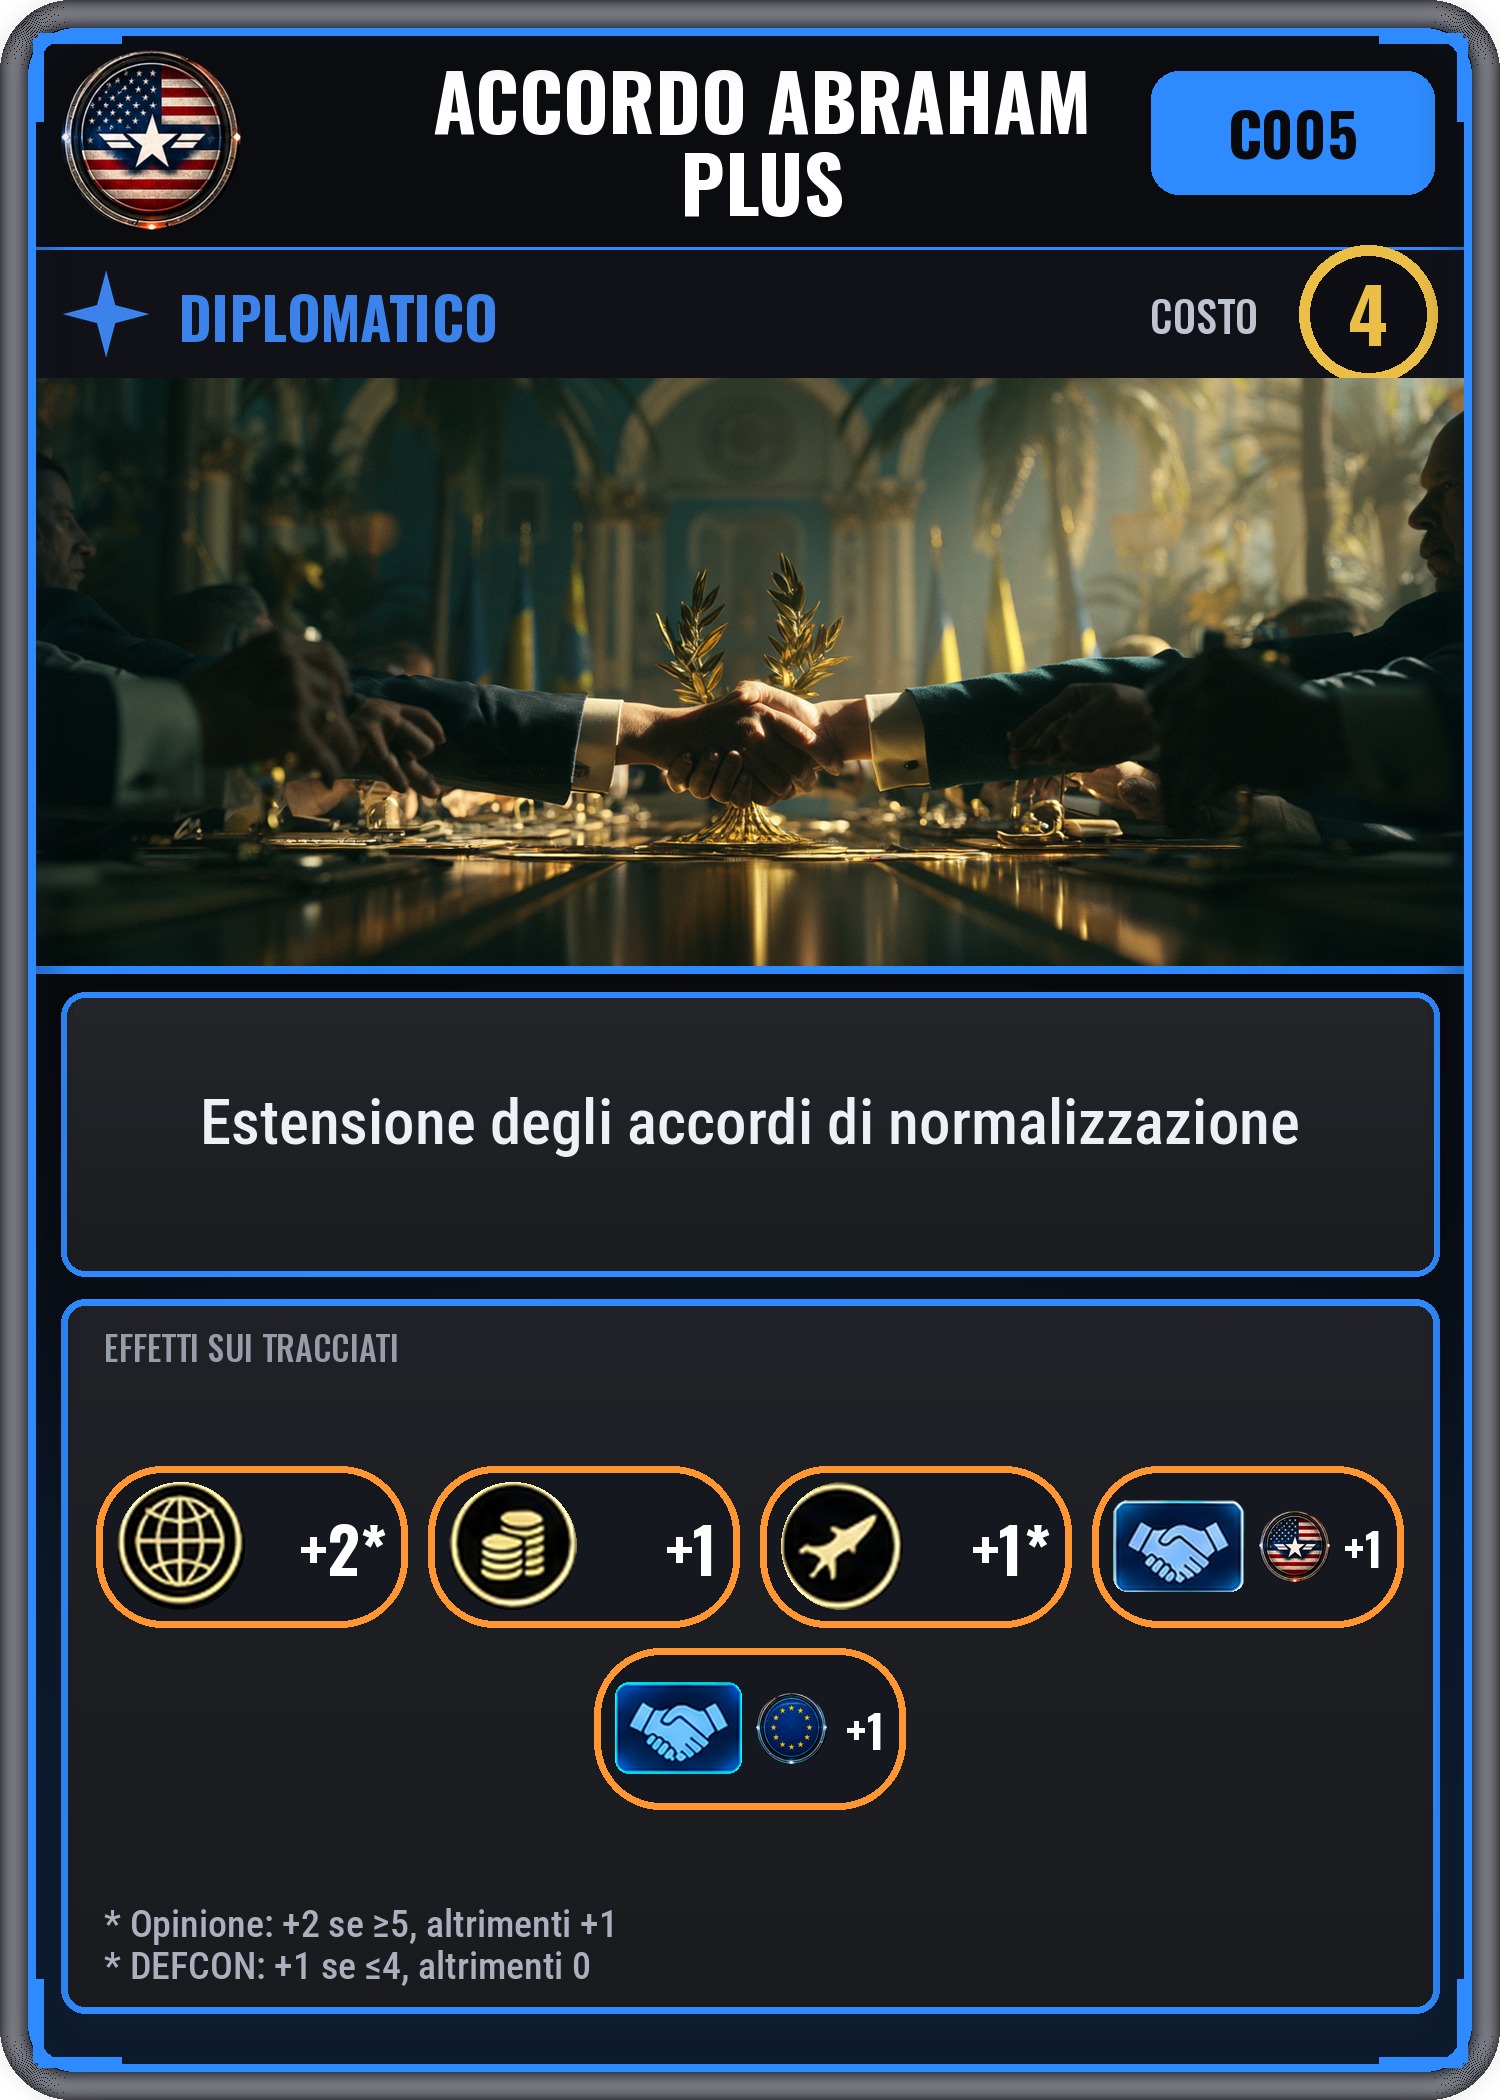 ACCORDO ABRAHAM
PLUS
C005
DIPLOMATICO
COSTO
4
Estensione degli accordi di normalizzazione
EFFETTI SUI TRACCIATI
+2*
+1
+1*
+1
+1
* Opinione: +2 se ≥5, altrimenti +1
* DEFCON: +1 se ≤4, altrimenti 0